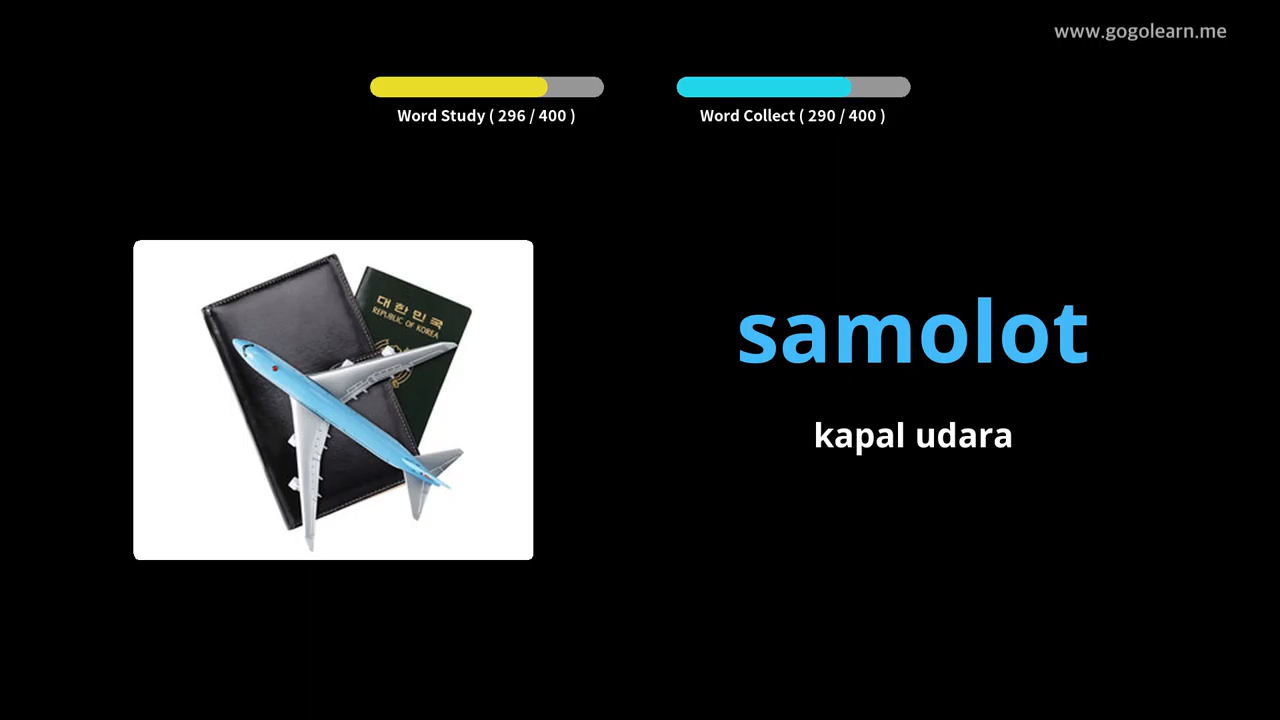 www.gogolearn.me
Word Study ( 296 / 400 )
Word Collect ( 290 / 400 )
대한민국
REPUBLIC OF KOREA
samolot
kapal udara